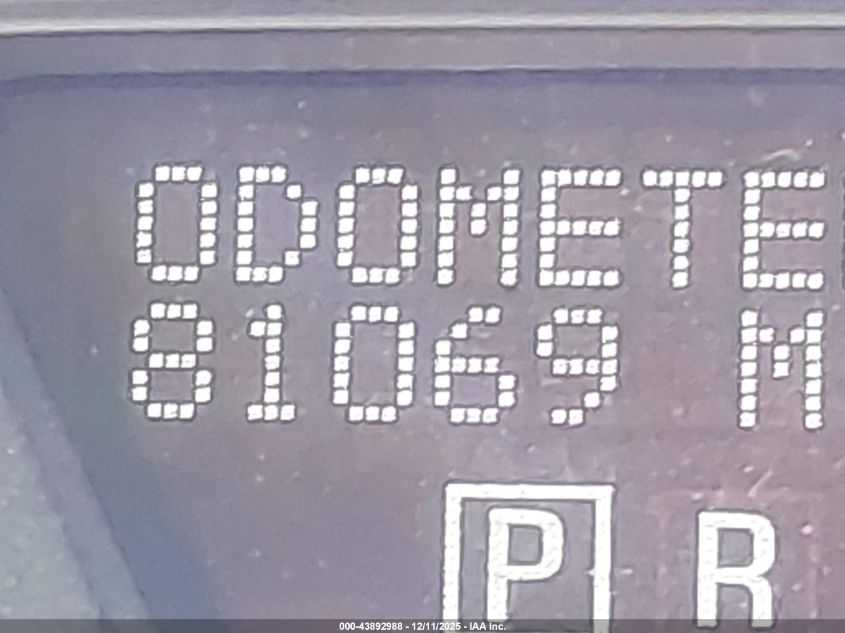 ODOMETE
81069 M
P R
000-43892988 - 12/11/2025 - IAA Inc.